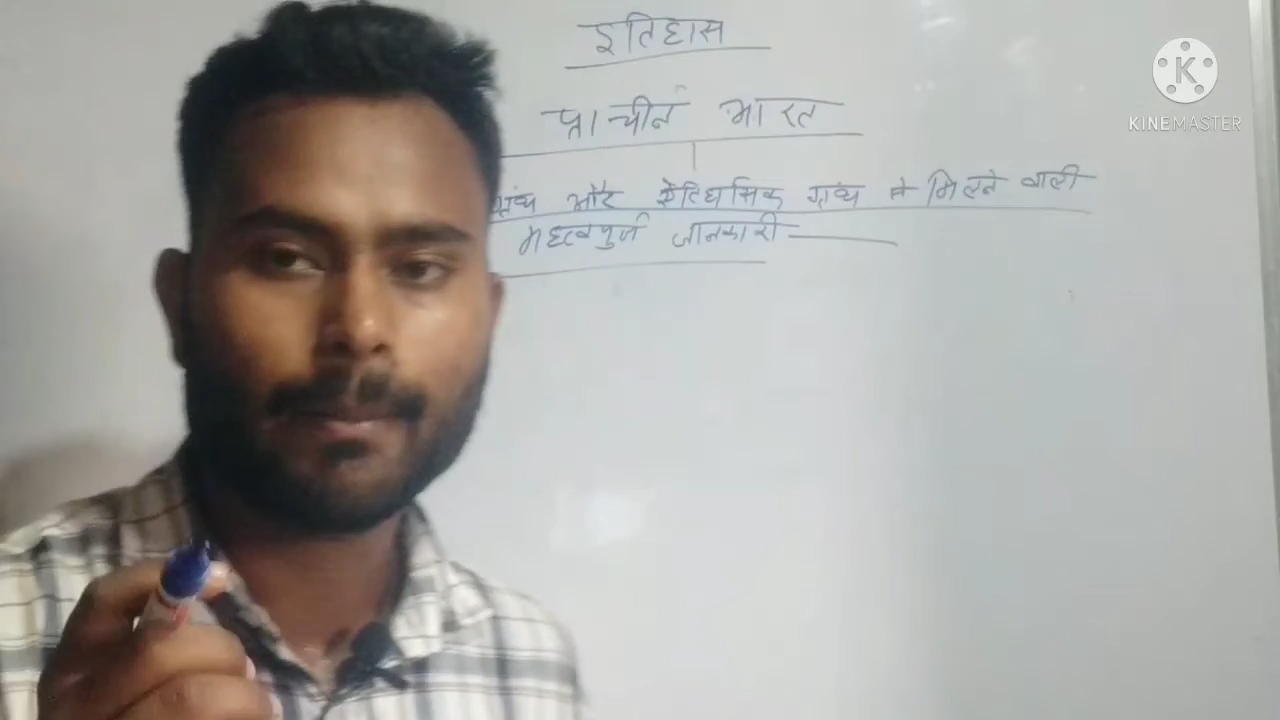 इतिहास
प्राचीन भारत
ग्रंथ और ऐतिहासिक ग्रंथ से मिलने वाली
महत्वपुर्ण जानकारी
K
KINEMASTER